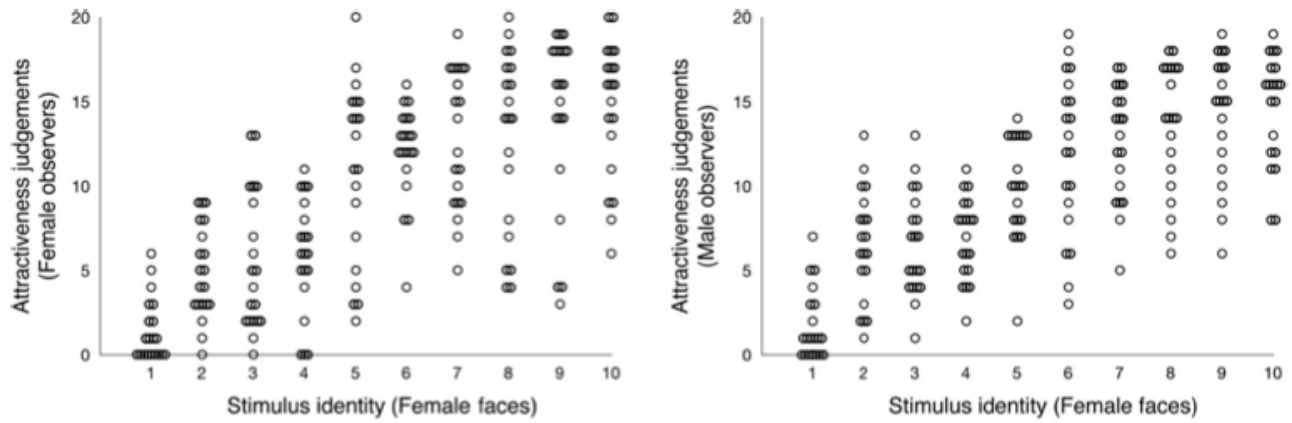 Attractiveness judgements
(Female observers)
20
15
10
5
0
1 2 3 4 5 6 7 8 9 10
Stimulus identity (Female faces)
Attractiveness judgements
(Male observers)
20
15
10
5
0
1 2 3 4 5 6 7 8 9 10
Stimulus identity (Female faces)